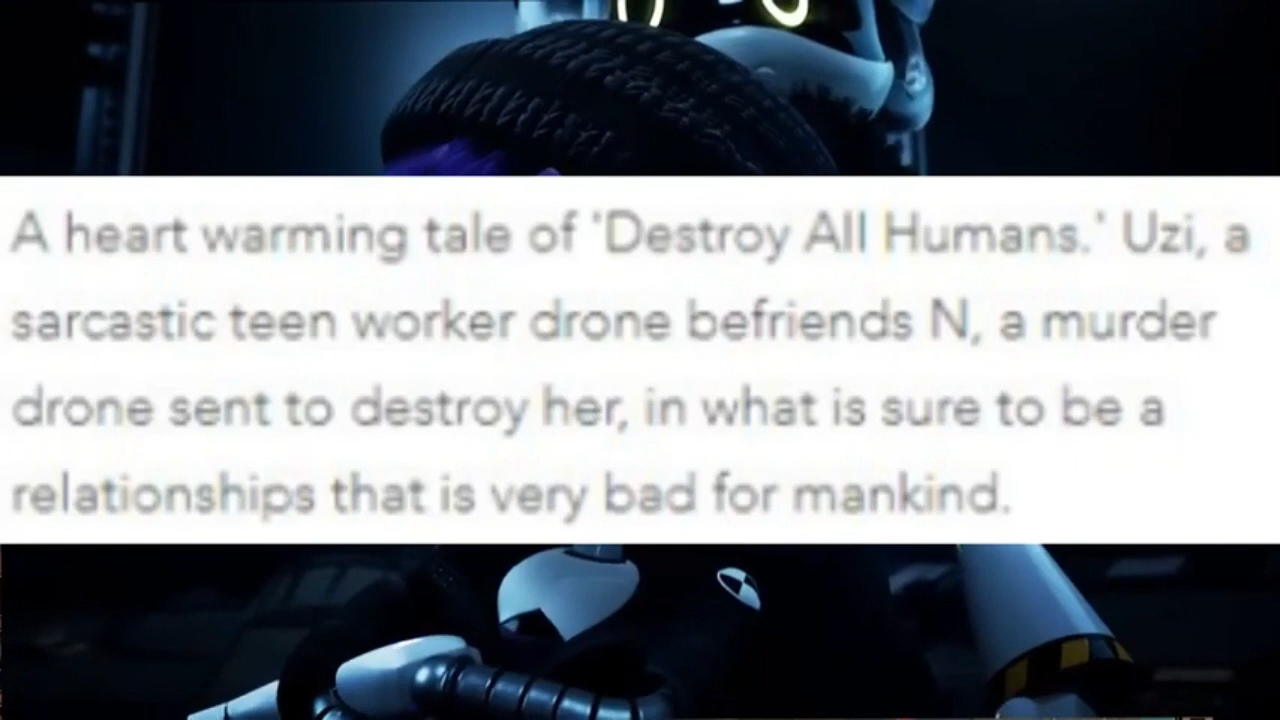 A heart warming tale of 'Destroy All Humans.' Uzi, a
sarcastic teen worker drone befriends N, a murder
drone sent to destroy her, in what is sure to be a
relationships that is very bad for mankind.